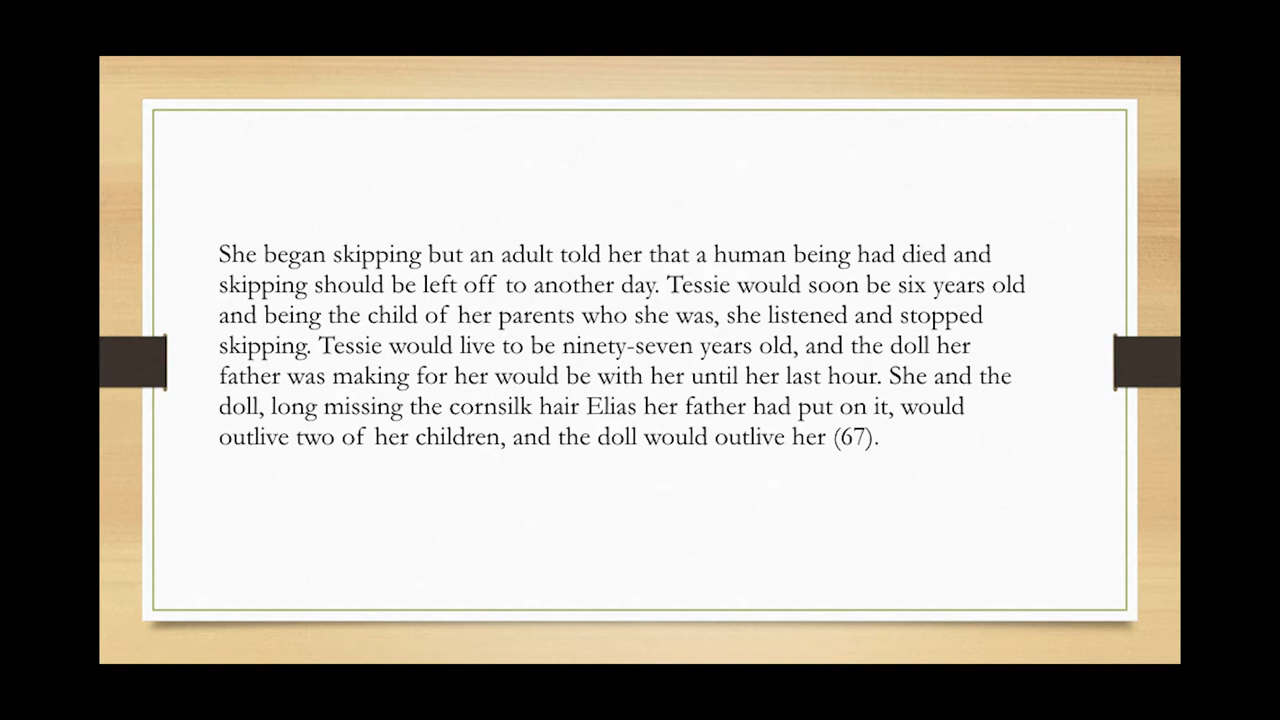 She began skipping but an adult told her that a human being had died and
skipping should be left off to another day. Tessie would soon be six years old
and being the child of her parents who she was, she listened and stopped
skipping. Tessie would live to be ninety-seven years old, and the doll her
father was making for her would be with her until her last hour. She and the
doll, long missing the cornsilk hair Elias her father had put on it, would
outlive two of her children, and the doll would outlive her (67).